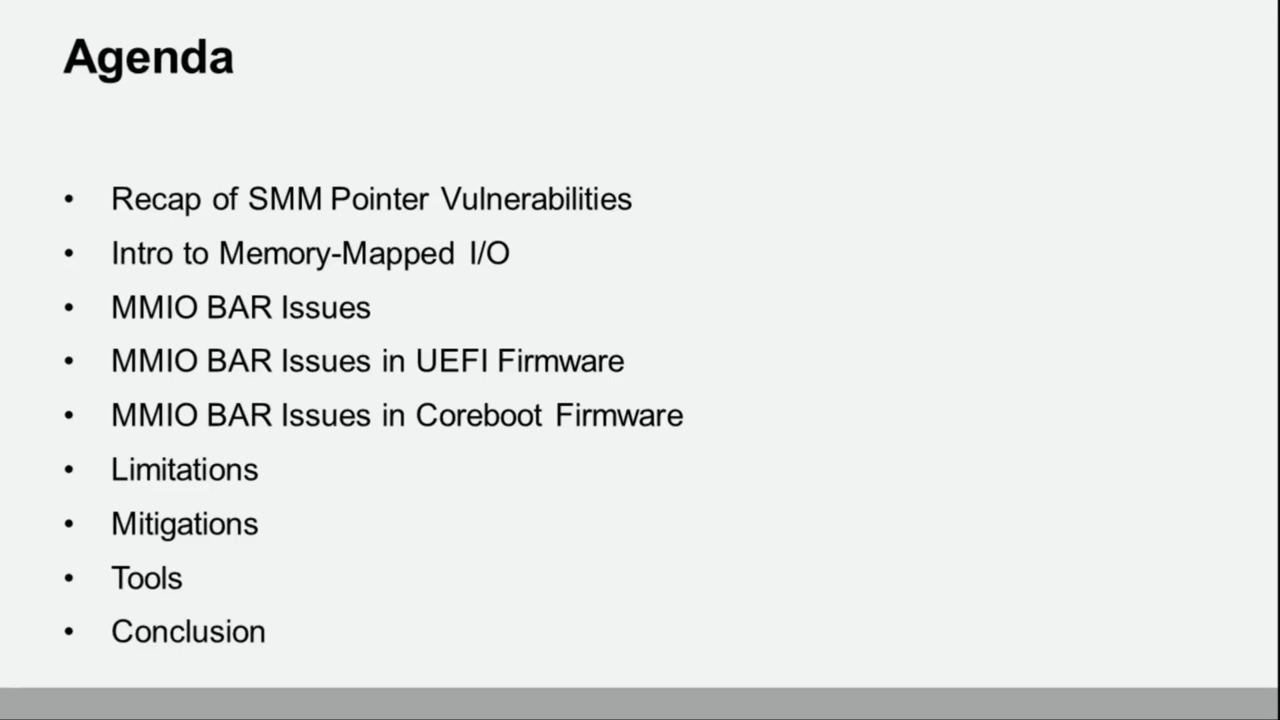 Agenda
• Recap of SMM Pointer Vulnerabilities
• Intro to Memory-Mapped I/O
• MMIO BAR Issues
• MMIO BAR Issues in UEFI Firmware
• MMIO BAR Issues in Coreboot Firmware
• Limitations
• Mitigations
• Tools
• Conclusion